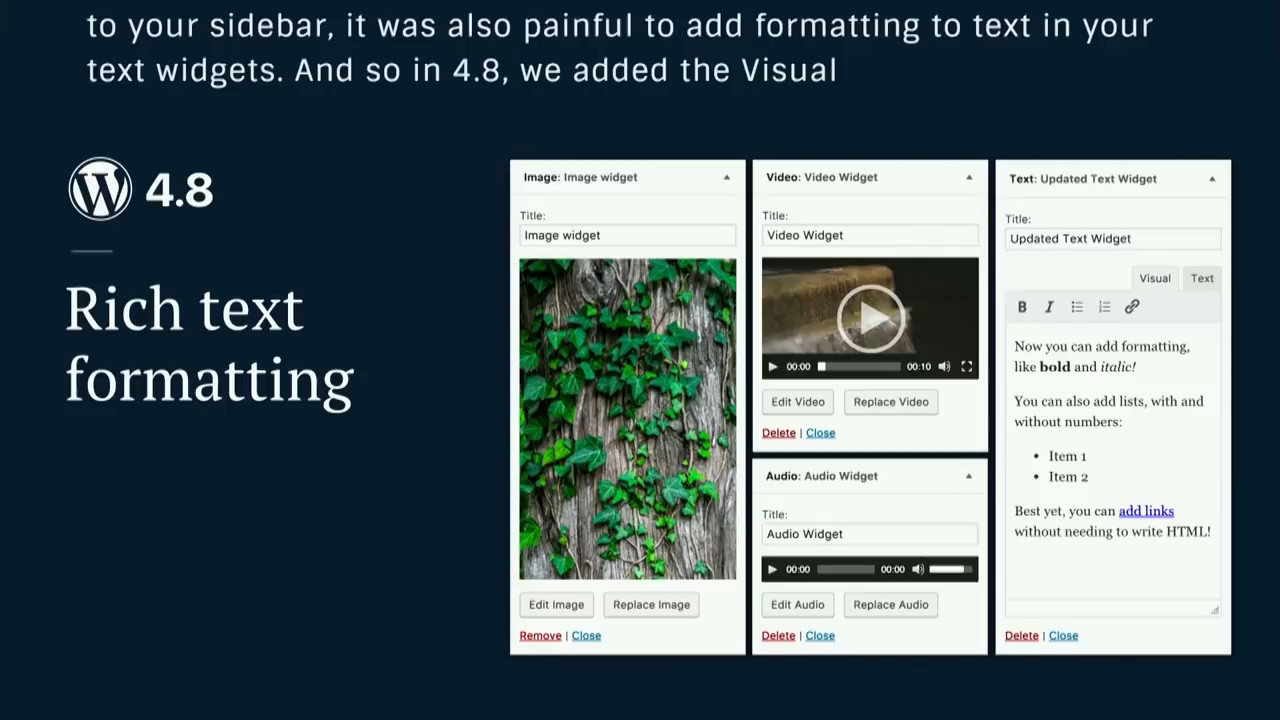 to your sidebar, it was also painful to add formatting to text in your
text widgets. And so in 4.8, we added the Visual
4.8
Rich text
formatting
Image: Image widget
Title:
Image widget
Edit Image
Replace Image
Remove | Close
Video: Video Widget
Title:
Video Widget
00:00
00:10
Edit Video
Replace Video
Delete | Close
Audio: Audio Widget
Title:
Audio Widget
00:00
00:00
Edit Audio
Replace Audio
Delete | Close
Text: Updated Text Widget
Title:
Updated Text Widget
Visual
Text
B I
Now you can add formatting,
like bold and italic!
You can also add lists, with and
without numbers:
• Item 1
• Item 2
Best yet, you can add links
without needing to write HTML!
Delete | Close